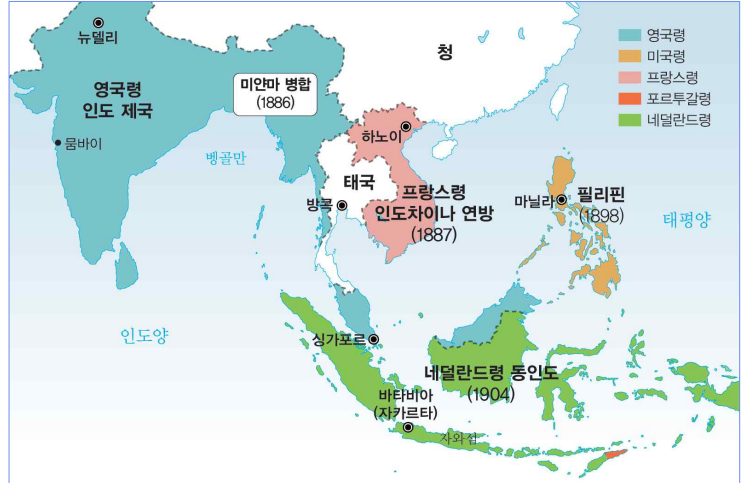 뉴델리
영국령
인도 제국
뭄바이
미얀마 병합
(1886)
벵골만
청
하노이
태국
방콕
프랑스령
인도차이나 연방
(1887)
마닐라
필리핀
(1898)
태평양
인도양
싱가포르
네덜란드령 동인도
(1904)
바타비아
(자카르타)
자와섬
영국령
미국령
프랑스령
포르투갈령
네덜란드령